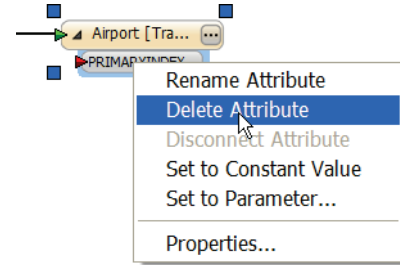 Airport [Tra... ...
PRIMARYINDEX
Rename Attribute
Delete Attribute
Disconnect Attribute
Set to Constant Value
Set to Parameter...
Properties...